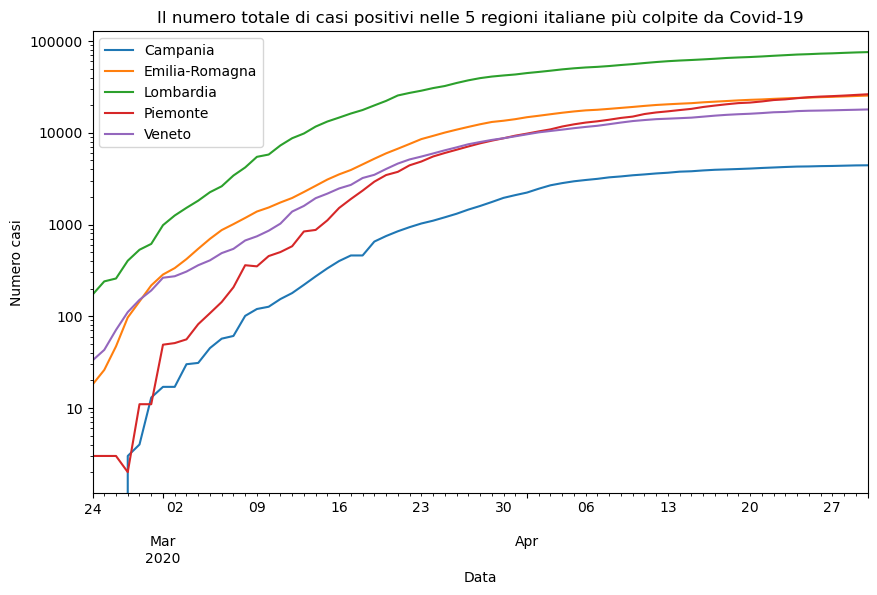 Il numero totale di casi positivi nelle 5 regioni italiane più colpite da Covid-19
Campania
Emilia-Romagna
Lombardia
Piemonte
Veneto
Numero casi
100000
10000
1000
100
10
24 02 09 16 23 30 06 13 20 27
Mar Apr
2020
Data